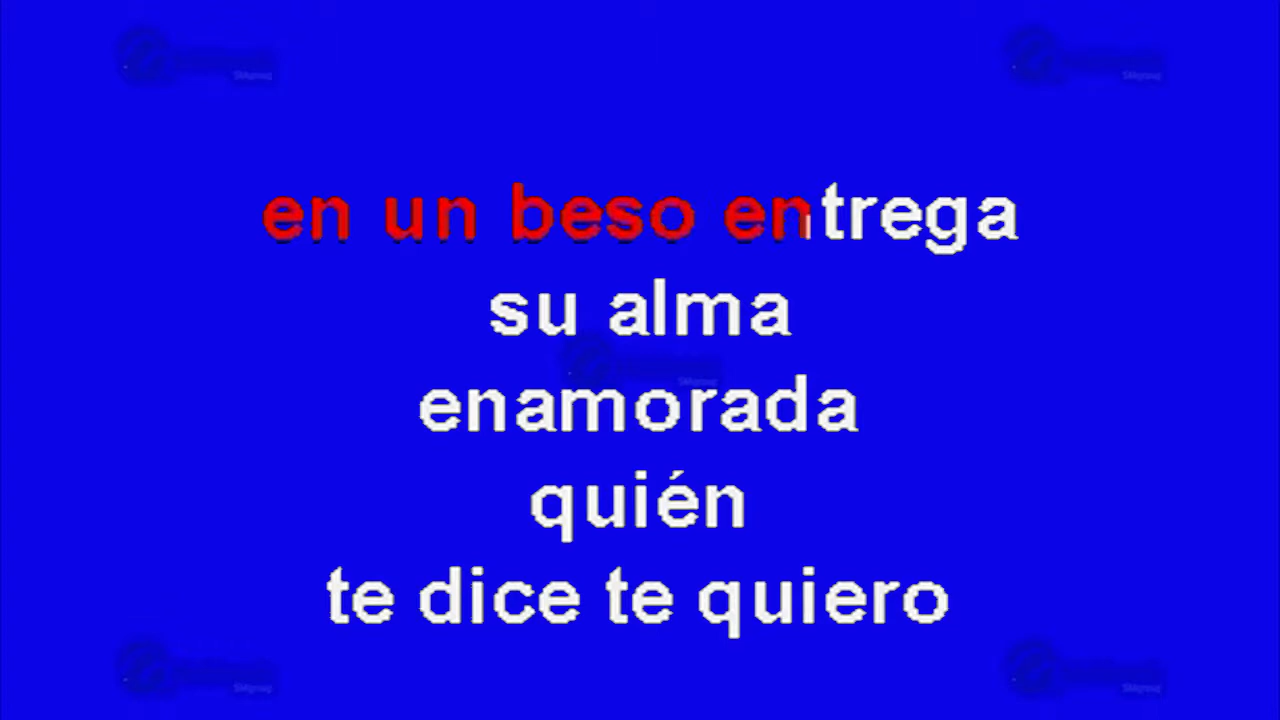 en un beso entrega
su alma
enamorada
quién
te dice te quiero